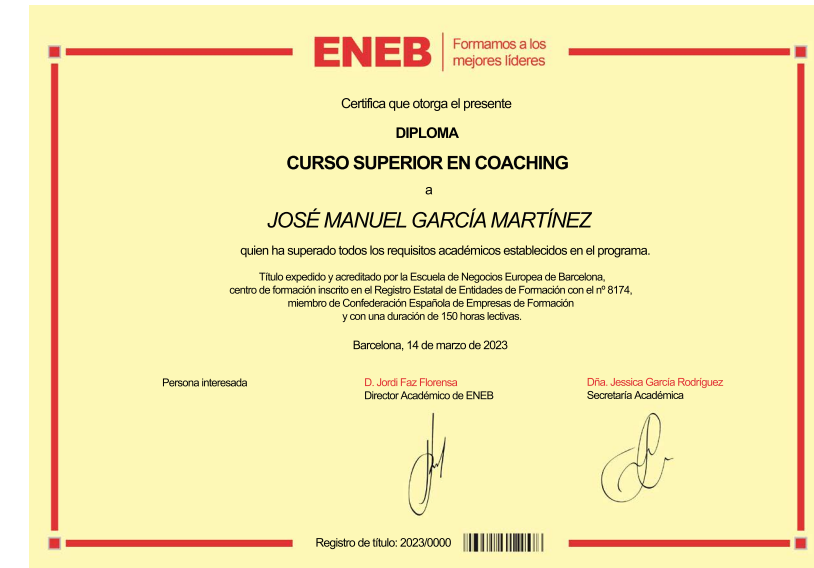 ENEB
Formamos a los
mejores líderes
Certifica que otorga el presente
DIPLOMA
CURSO SUPERIOR EN COACHING
a
JOSÉ MANUEL GARCÍA MARTÍNEZ
quien ha superado todos los requisitos académicos establecidos en el programa.
Título expedido y acreditado por la Escuela de Negocios Europea de Barcelona,
centro de formación inscrito en el Registro Estatal de Entidades de Formación con el nº 8174,
miembro de Confederación Española de Empresas de Formación
y con una duración de 150 horas lectivas.
Barcelona, 14 de marzo de 2023
Persona interesada
D. Jordi Faz Florensa
Director Académico de ENEB
Dña. Jessica García Rodríguez
Secretaría Académica
Registro de título: 2023/0000